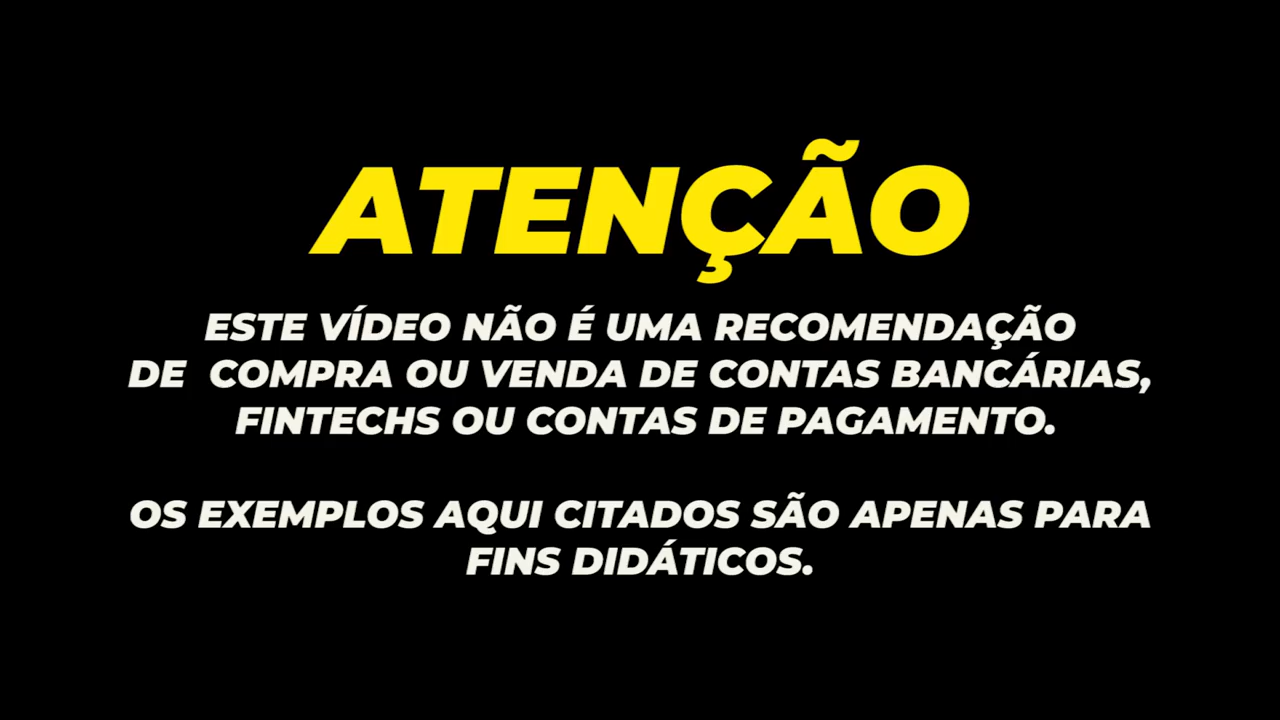 ATENÇÃO
ESTE VÍDEO NÃO É UMA RECOMENDAÇÃO
DE COMPRA OU VENDA DE CONTAS BANCÁRIAS,
FINTECHS OU CONTAS DE PAGAMENTO.
OS EXEMPLOS AQUI CITADOS SÃO APENAS PARA
FINS DIDÁTICOS.